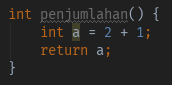 int penjumlahan() {
    int a = 2 + 1;
    return a;
}